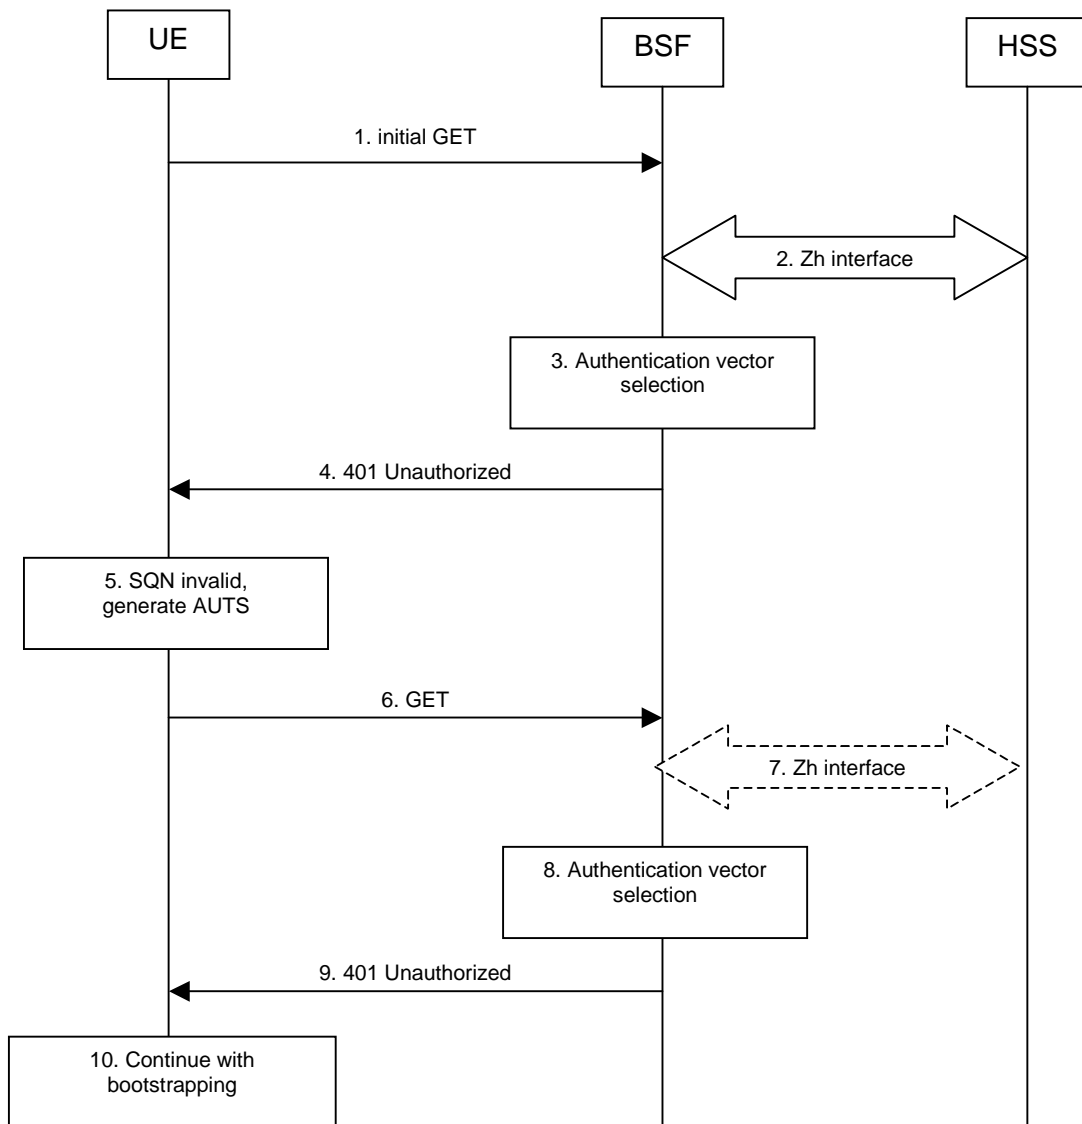 UE
BSF
HSS
1. initial GET
2. Zh interface
3. Authentication vector
selection
4. 401 Unauthorized
5. SQN invalid,
generate AUTS
6. GET
7. Zh interface
8. Authentication vector
selection
9. 401 Unauthorized
10. Continue with
bootstrapping